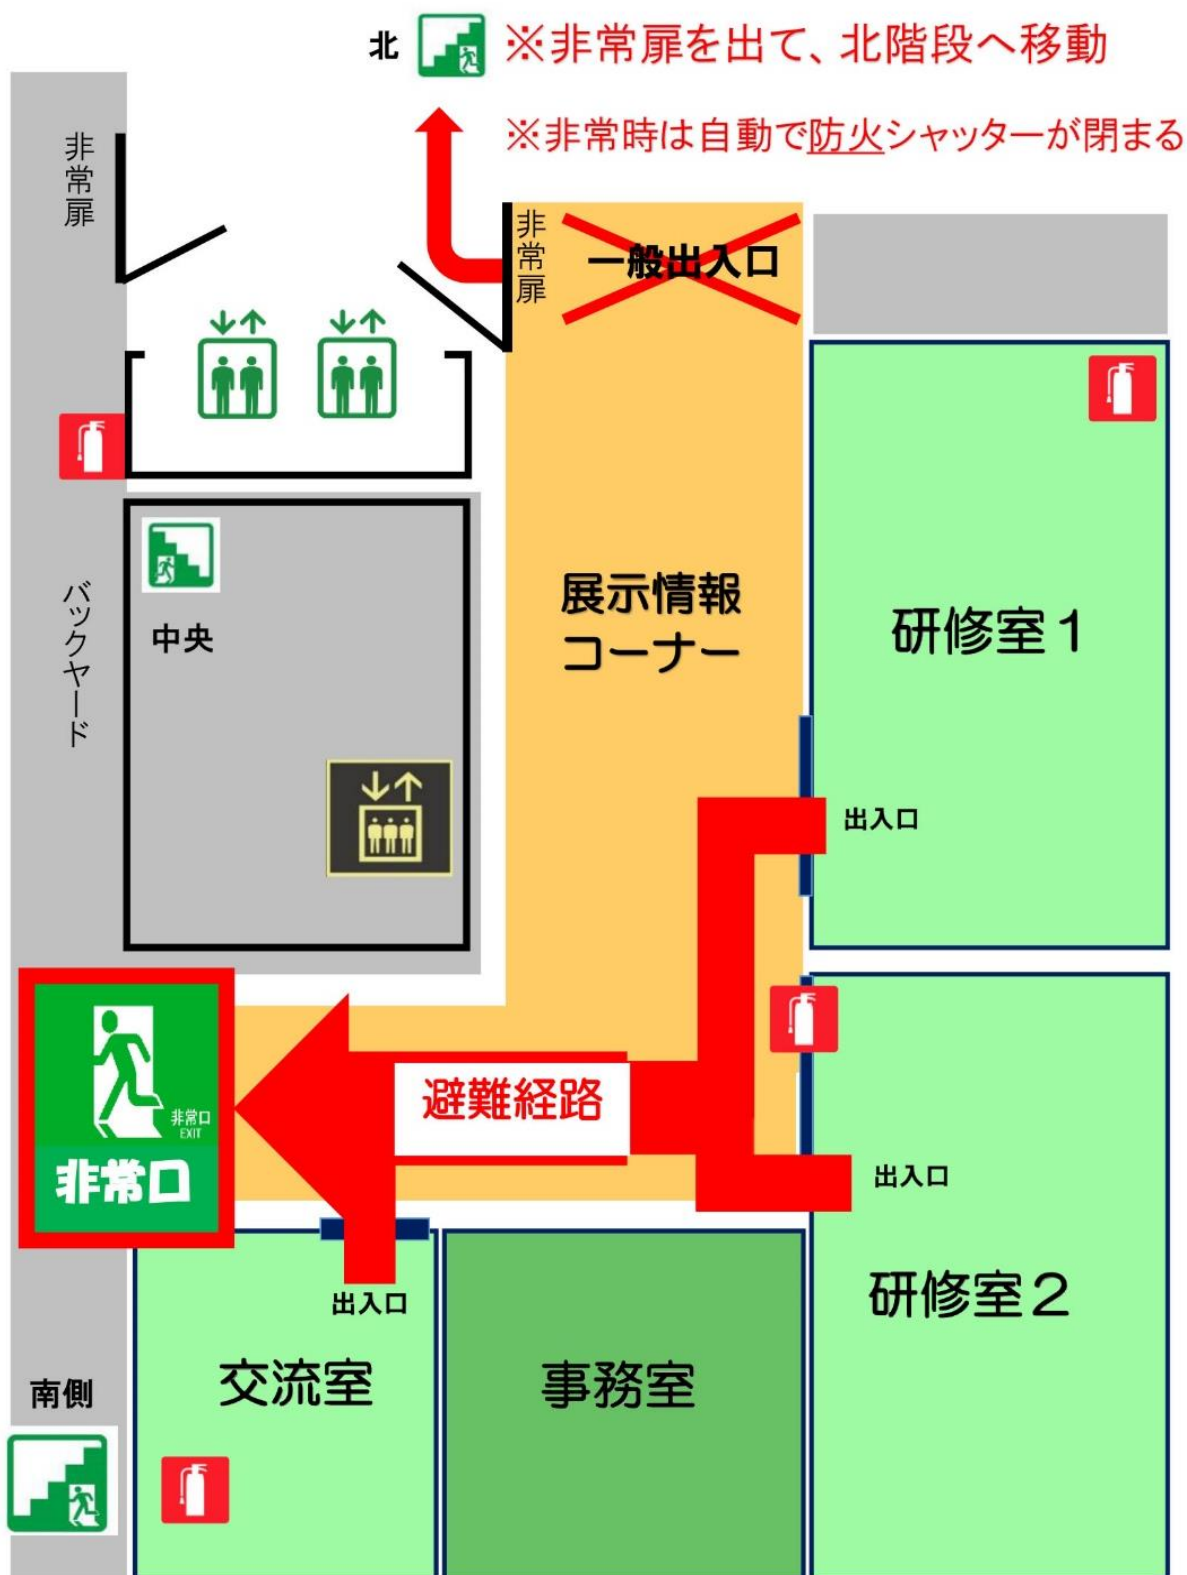 北
※非常扉を出て、北階段へ移動
※非常時は自動で防火シャッターが閉まる
非常扉
非常扉
一般出入口
展示情報
コーナー
研修室1
中央
バックヤード
出入口
避難経路
非常口
EXIT
非常口
出入口
研修室2
出入口
交流室
事務室
南側